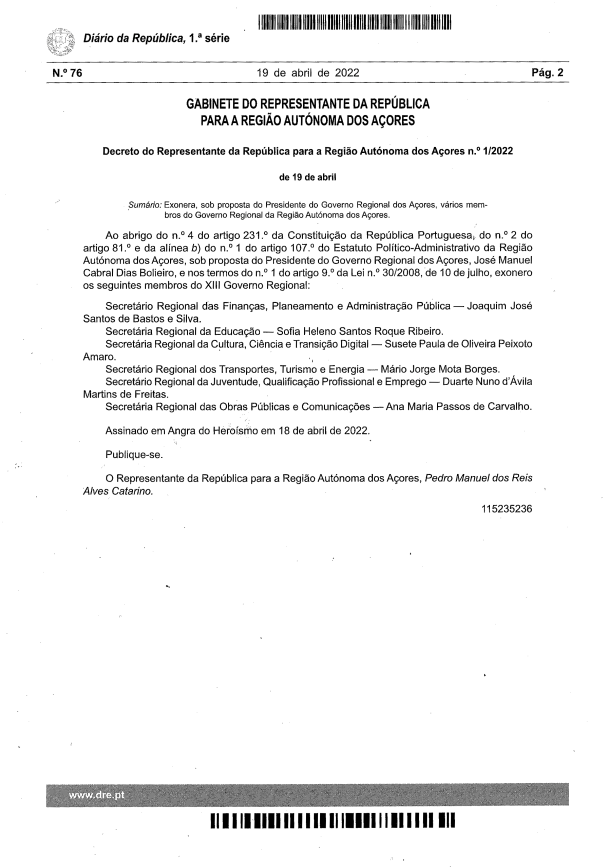 Diário da República, 1.ª série
N.º 76 19 de abril de 2022 Pág. 2
GABINETE DO REPRESENTANTE DA REPÚBLICA
PARA A REGIÃO AUTÓNOMA DOS AÇORES
Decreto do Representante da República para a Região Autónoma dos Açores n.º 1/2022
de 19 de abril
Sumário: Exonera, sob proposta do Presidente do Governo Regional dos Açores, vários mem-
bros do Governo Regional da Região Autónoma dos Açores.
Ao abrigo do n.º 4 do artigo 231.º da Constituição da República Portuguesa, do n.º 2 do
artigo 81.º e da alínea b) do n.º 1 do artigo 107.º do Estatuto Político-Administrativo da Região
Autónoma dos Açores, sob proposta do Presidente do Governo Regional dos Açores, José Manuel
Cabral Dias Bolieiro, e nos termos do n.º 1 do artigo 9.º da Lei n.º 30/2008, de 10 de julho, exonero
os seguintes membros do XIII Governo Regional:
Secretário Regional das Finanças, Planeamento e Administração Pública — Joaquim José
Santos de Bastos e Silva.
Secretária Regional da Educação — Sofia Heleno Santos Roque Ribeiro.
Secretária Regional da Cultura, Ciência e Transição Digital — Susete Paula de Oliveira Peixoto
Amaro.
Secretário Regional dos Transportes, Turismo e Energia — Mário Jorge Mota Borges.
Secretário Regional da Juventude, Qualificação Profissional e Emprego — Duarte Nuno d'Ávila
Martins de Freitas.
Secretária Regional das Obras Públicas e Comunicações — Ana Maria Passos de Carvalho.
Assinado em Angra do Heroísmo em 18 de abril de 2022.
Publique-se.
O Representante da República para a Região Autónoma dos Açores, Pedro Manuel dos Reis
Alves Catarino.
115235236
www.dre.pt